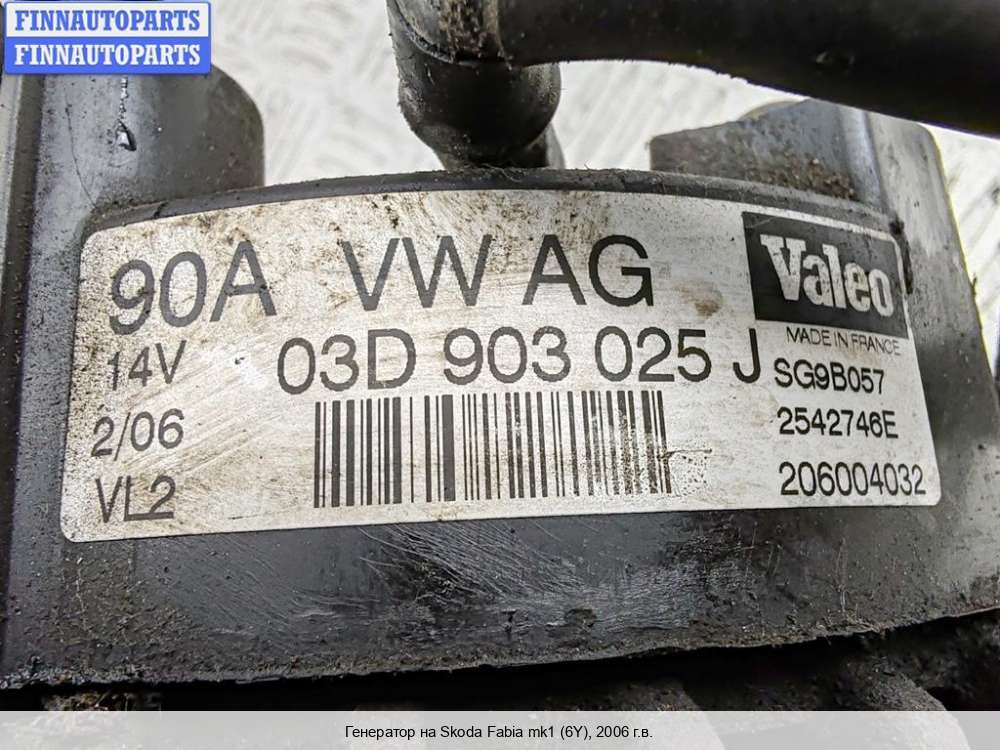 FINNAUTOPARTS
FINNAUTOPARTS
90A VW AG
Valeo
MADE IN FRANCE
14V
03D 903 025 J
SG9B057
2/06
2542746E
VL2
206004032
Генератор на Skoda Fabia mk1 (6Y), 2006 г.в.